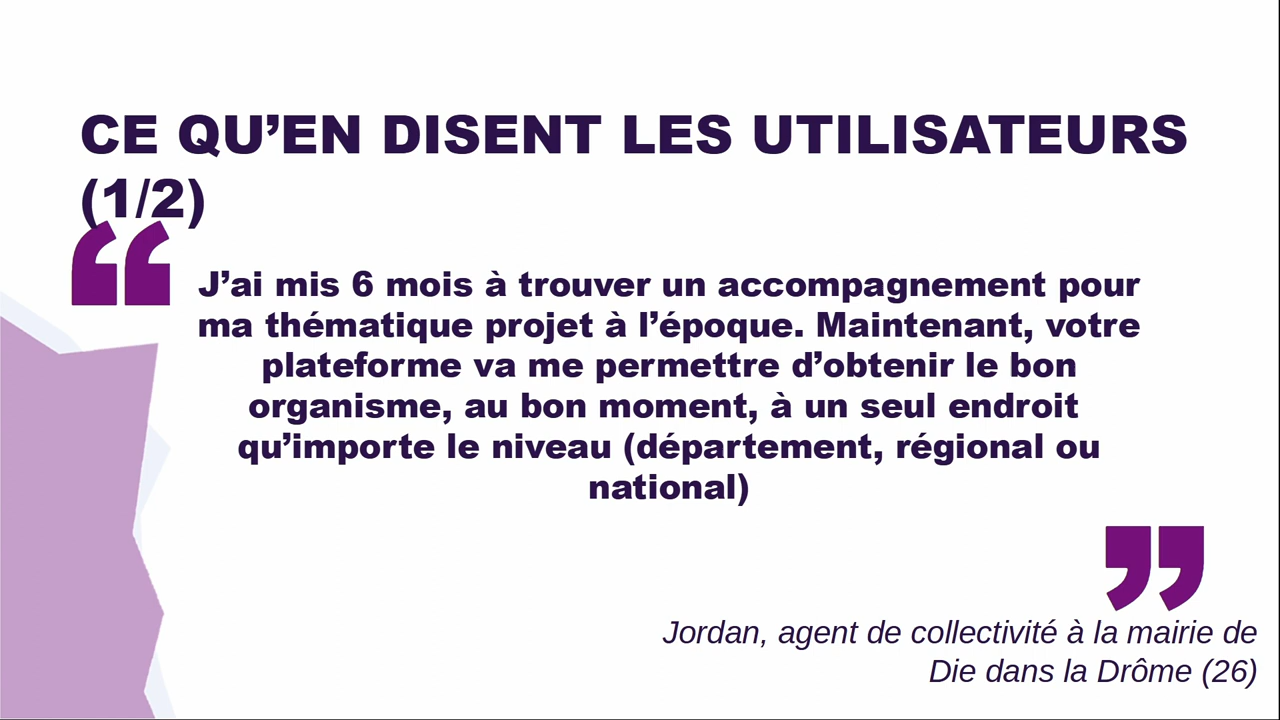 CE QU’EN DISENT LES UTILISATEURS
(1/2)
“
J’ai mis 6 mois à trouver un accompagnement pour
ma thématique projet à l’époque. Maintenant, votre
plateforme va me permettre d’obtenir le bon
organisme, au bon moment, à un seul endroit
qu’importe le niveau (département, régional ou
national)
”
Jordan, agent de collectivité à la mairie de
Die dans la Drôme (26)